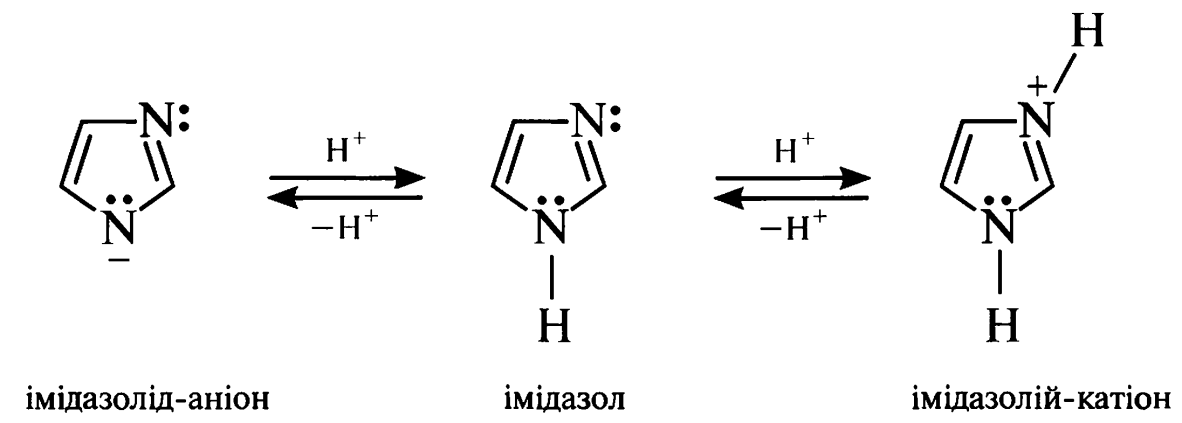 H
N:
H⁺
N:
H⁺
+
N
−H⁺
−H⁺
N̈
−
N̈
N̈
H
H
імідазолід-аніон
імідазол
імідазолій-катіон